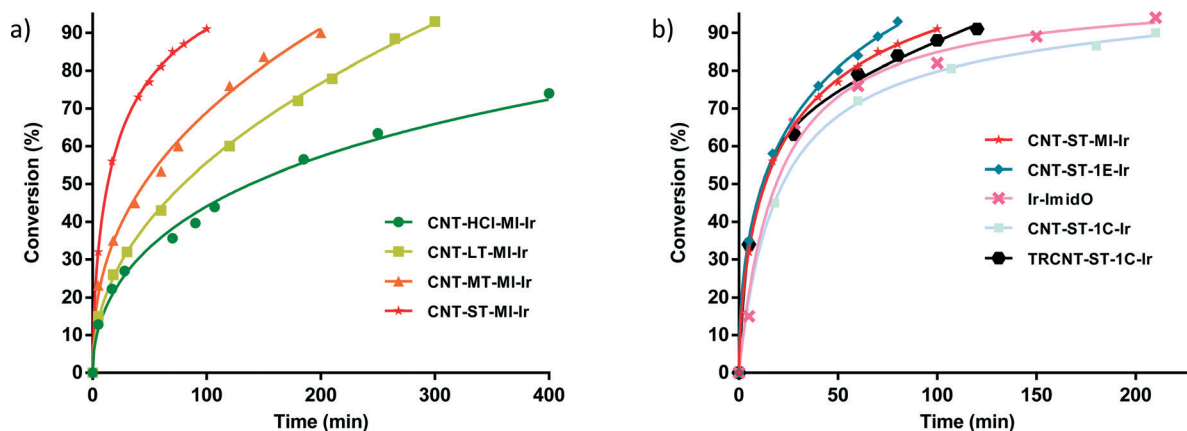 a)
Conversion (%)
90
80
70
60
50
40
30
20
10
0
0
100
200
300
400
Time (min)
CNT-HCl-MI-Ir
CNT-LT-MI-Ir
CNT-MT-MI-Ir
CNT-ST-MI-Ir
b)
Conversion (%)
90
80
70
60
50
40
30
20
10
0
0
50
100
150
200
Time (min)
CNT-ST-MI-Ir
CNT-ST-1E-Ir
Ir-ImidO
CNT-ST-1C-Ir
TRCNT-ST-1C-Ir